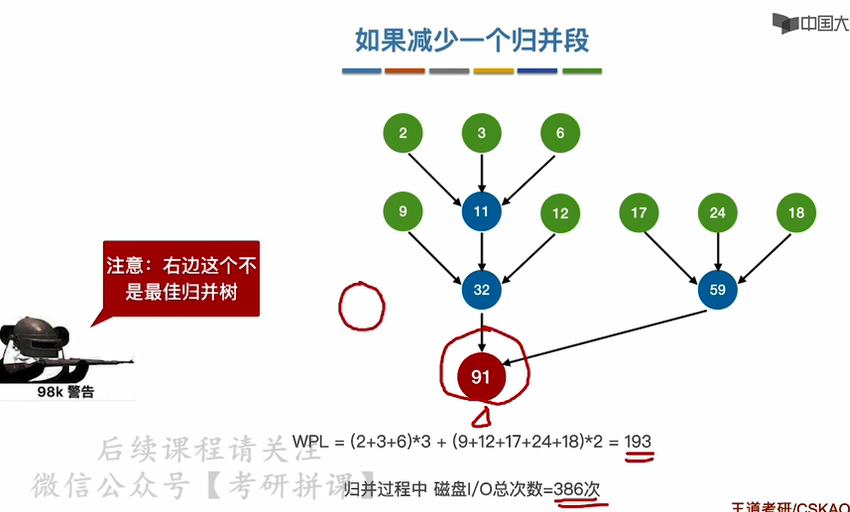 中国大
如果减少一个归并段
2 3 6
9 11 12 17 24 18
32 59
注意：右边这个不
是最佳归并树
91
98k 警告
WPL = (2+3+6)*3 + (9+12+17+24+18)*2 = 193
后续课程请关注
微信公众号【考研拼课】
归并过程中 磁盘I/O总次数=386次
王道考研/CSKAO